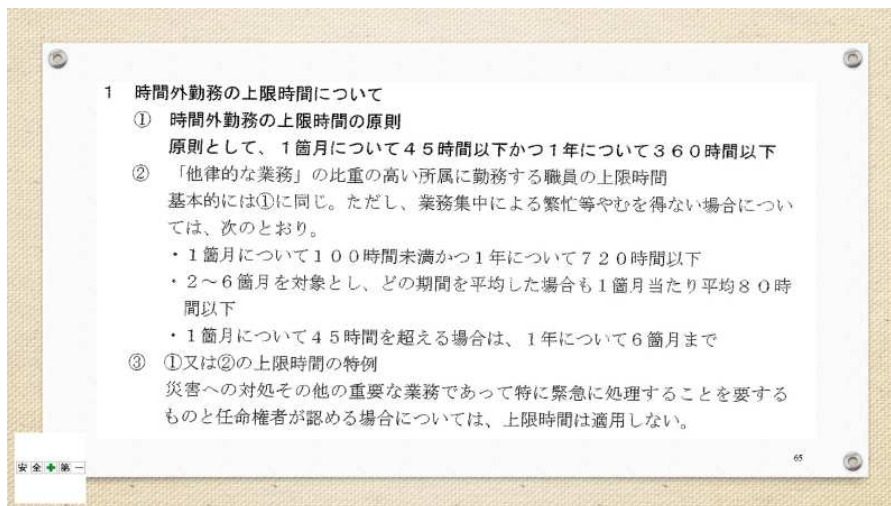 1 時間外勤務の上限時間について
① 時間外勤務の上限時間の原則
原則として、1箇月について45時間以下かつ1年について360時間以下
② 「他律的な業務」の比重の高い所属に勤務する職員の上限時間
基本的には①に同じ。ただし、業務集中による繁忙等やむを得ない場合につい
ては、次のとおり。
・1箇月について100時間未満かつ1年について720時間以下
・2～6箇月を対象とし、どの期間を平均した場合も1箇月当たり平均80時
間以下
・1箇月について45時間を超える場合は、1年について6箇月まで
③ ①又は②の上限時間の特例
災害への対処その他の重要な業務であって特に緊急に処理することを要する
ものと任命権者が認める場合については、上限時間は適用しない。
65
安全✚第一